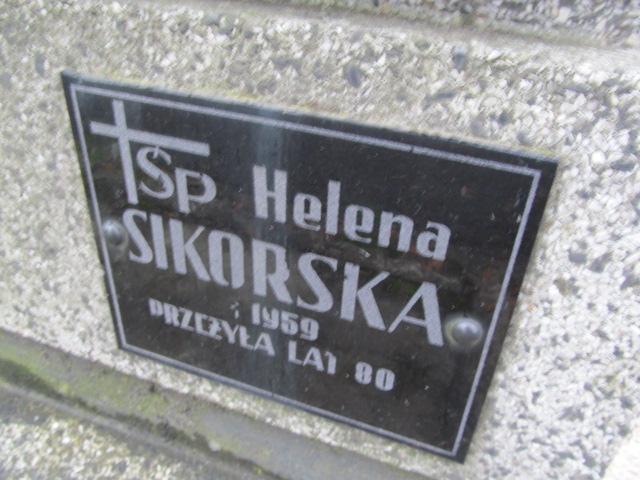 ŚP Helena
SIKORSKA
1959
PRZEŻYŁA LAT 80